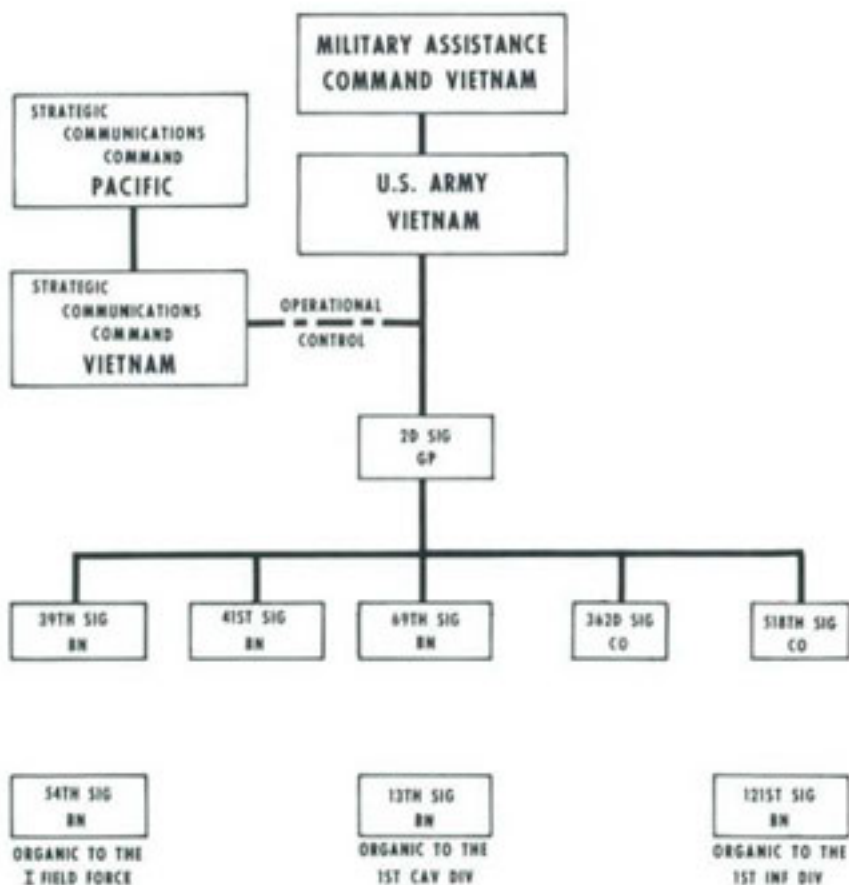 MILITARY ASSISTANCE
COMMAND VIETNAM
STRATEGIC
COMMUNICATIONS
COMMAND
PACIFIC
U.S. ARMY
VIETNAM
STRATEGIC
COMMUNICATIONS
COMMAND
VIETNAM
OPERATIONAL
CONTROL
2D SIG
GP
39TH SIG
BN
41ST SIG
BN
69TH SIG
BN
362D SIG
CO
518TH SIG
CO
54TH SIG
BN
ORGANIC TO THE
I FIELD FORCE
13TH SIG
BN
ORGANIC TO THE
1ST CAV DIV
121ST SIG
BN
ORGANIC TO THE
1ST INF DIV